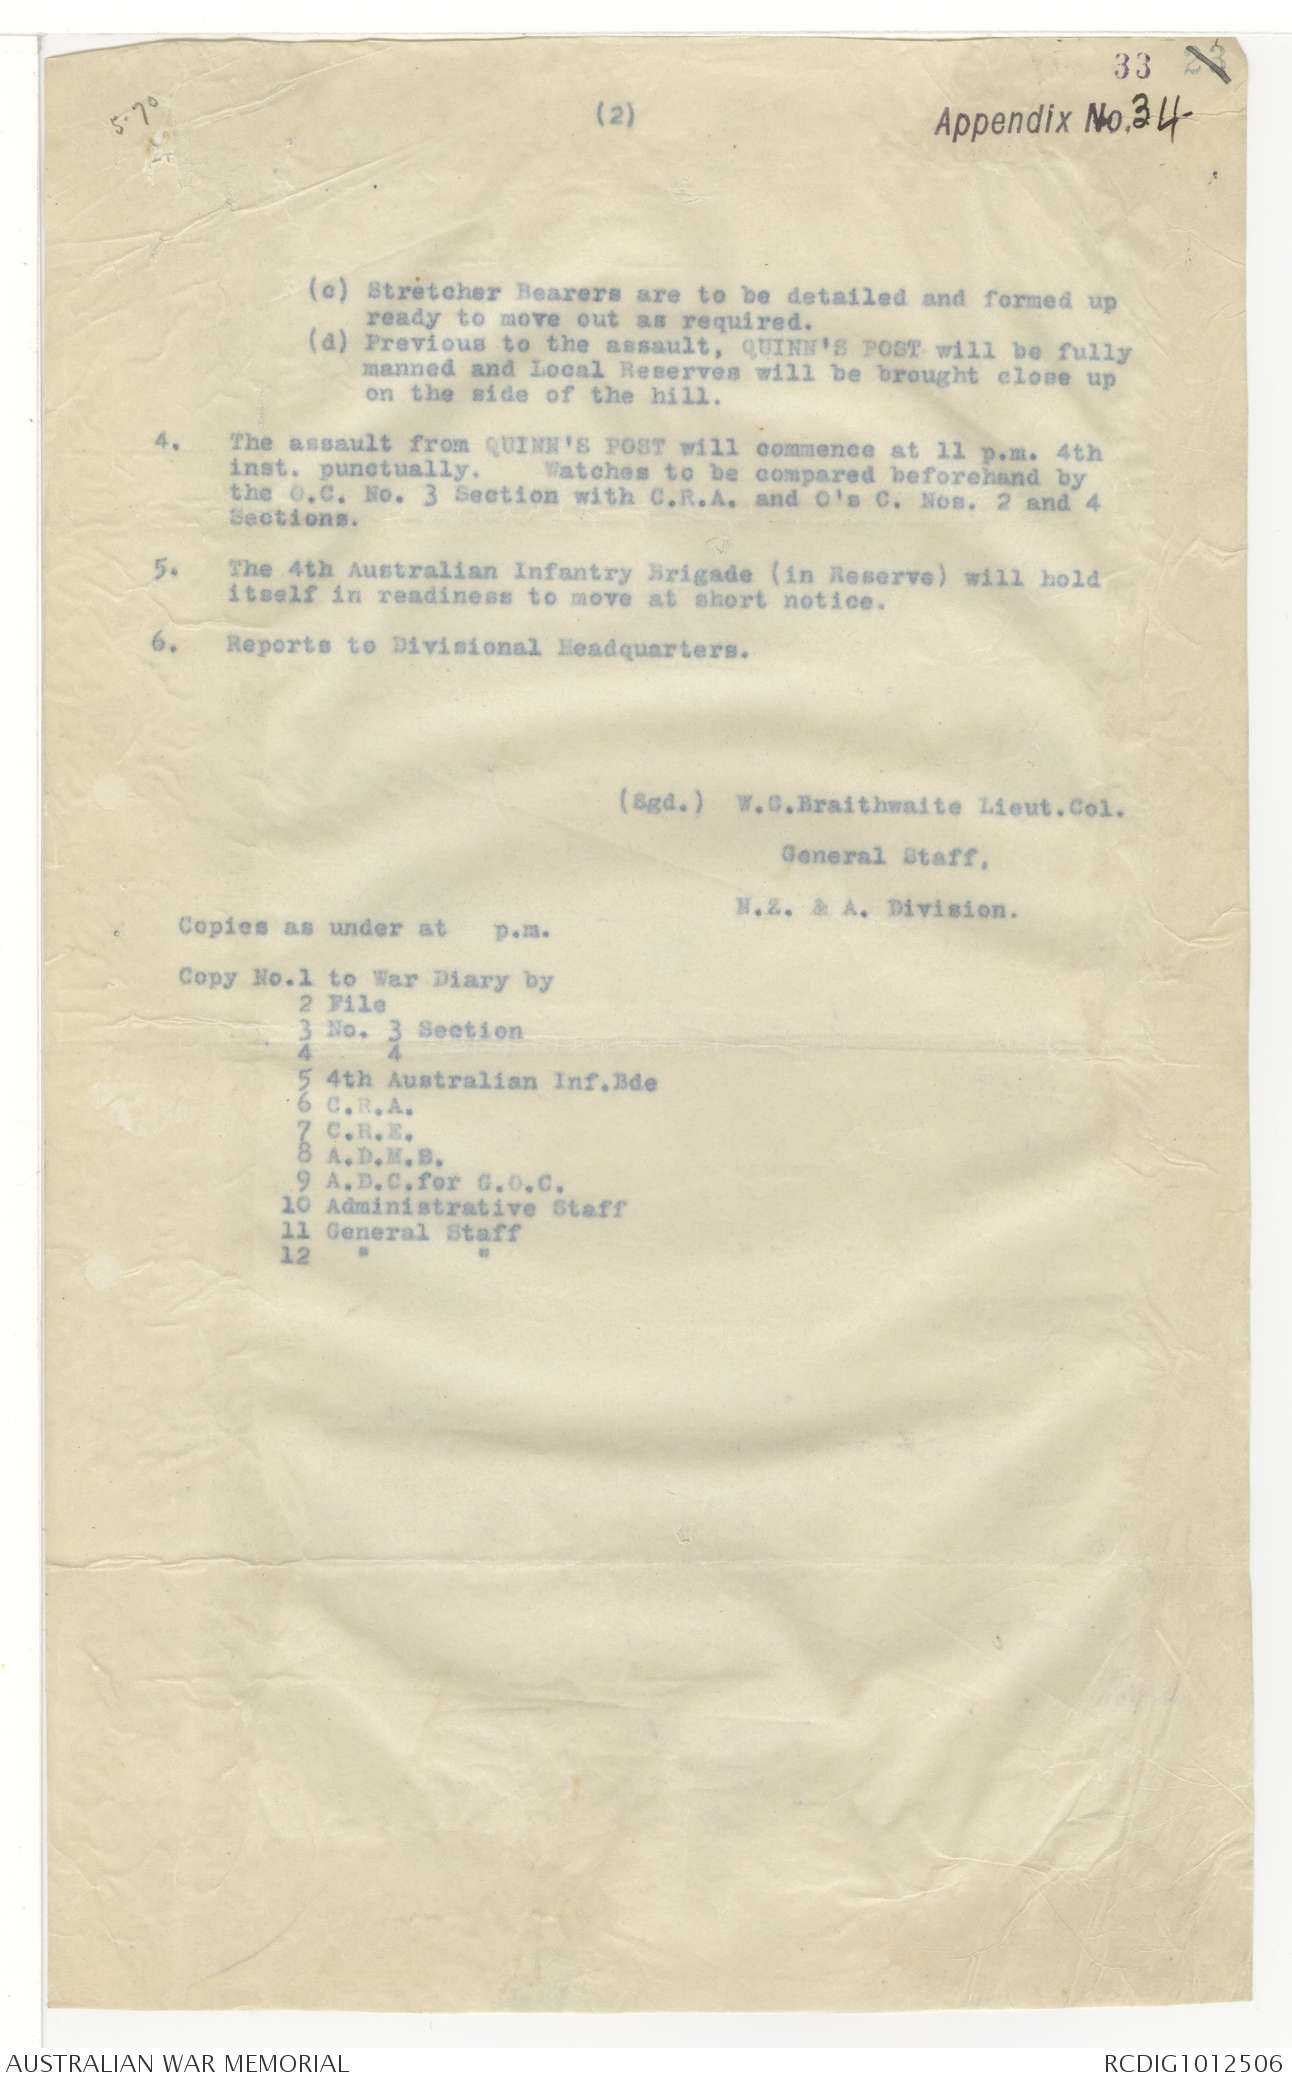 33 23
5-70
(2)
Appendix No. 34
(c) Stretcher Bearers are to be detailed and formed up
ready to move out as required.
(d) Previous to the assault, QUINN'S POST will be fully
manned and Local Reserves will be brought close up
on the side of the hill.
4. The assault from QUINN'S POST will commence at 11 p.m. 4th
inst. punctually. Watches to be compared beforehand by
the O.C. No. 3 Section with C.R.A. and O's C. Nos. 2 and 4
Sections.
5. The 4th Australian Infantry Brigade (in Reserve) will hold
itself in readiness to move at short notice.
6. Reports to Divisional Headquarters.
(Sgd.) W.G.Braithwaite Lieut.Col.
General Staff,
N.Z. & A. Division.
Copies as under at p.m.
Copy No.1 to War Diary by
2 File
3 No. 3 Section
4 4
5 4th Australian Inf.Bde
6 C.R.A.
7 C.R.E.
8 A.D.M.S.
9 A.D.C.for G.O.C.
10 Administrative Staff
11 General Staff
12 " "
AUSTRALIAN WAR MEMORIAL
RCDIG1012506